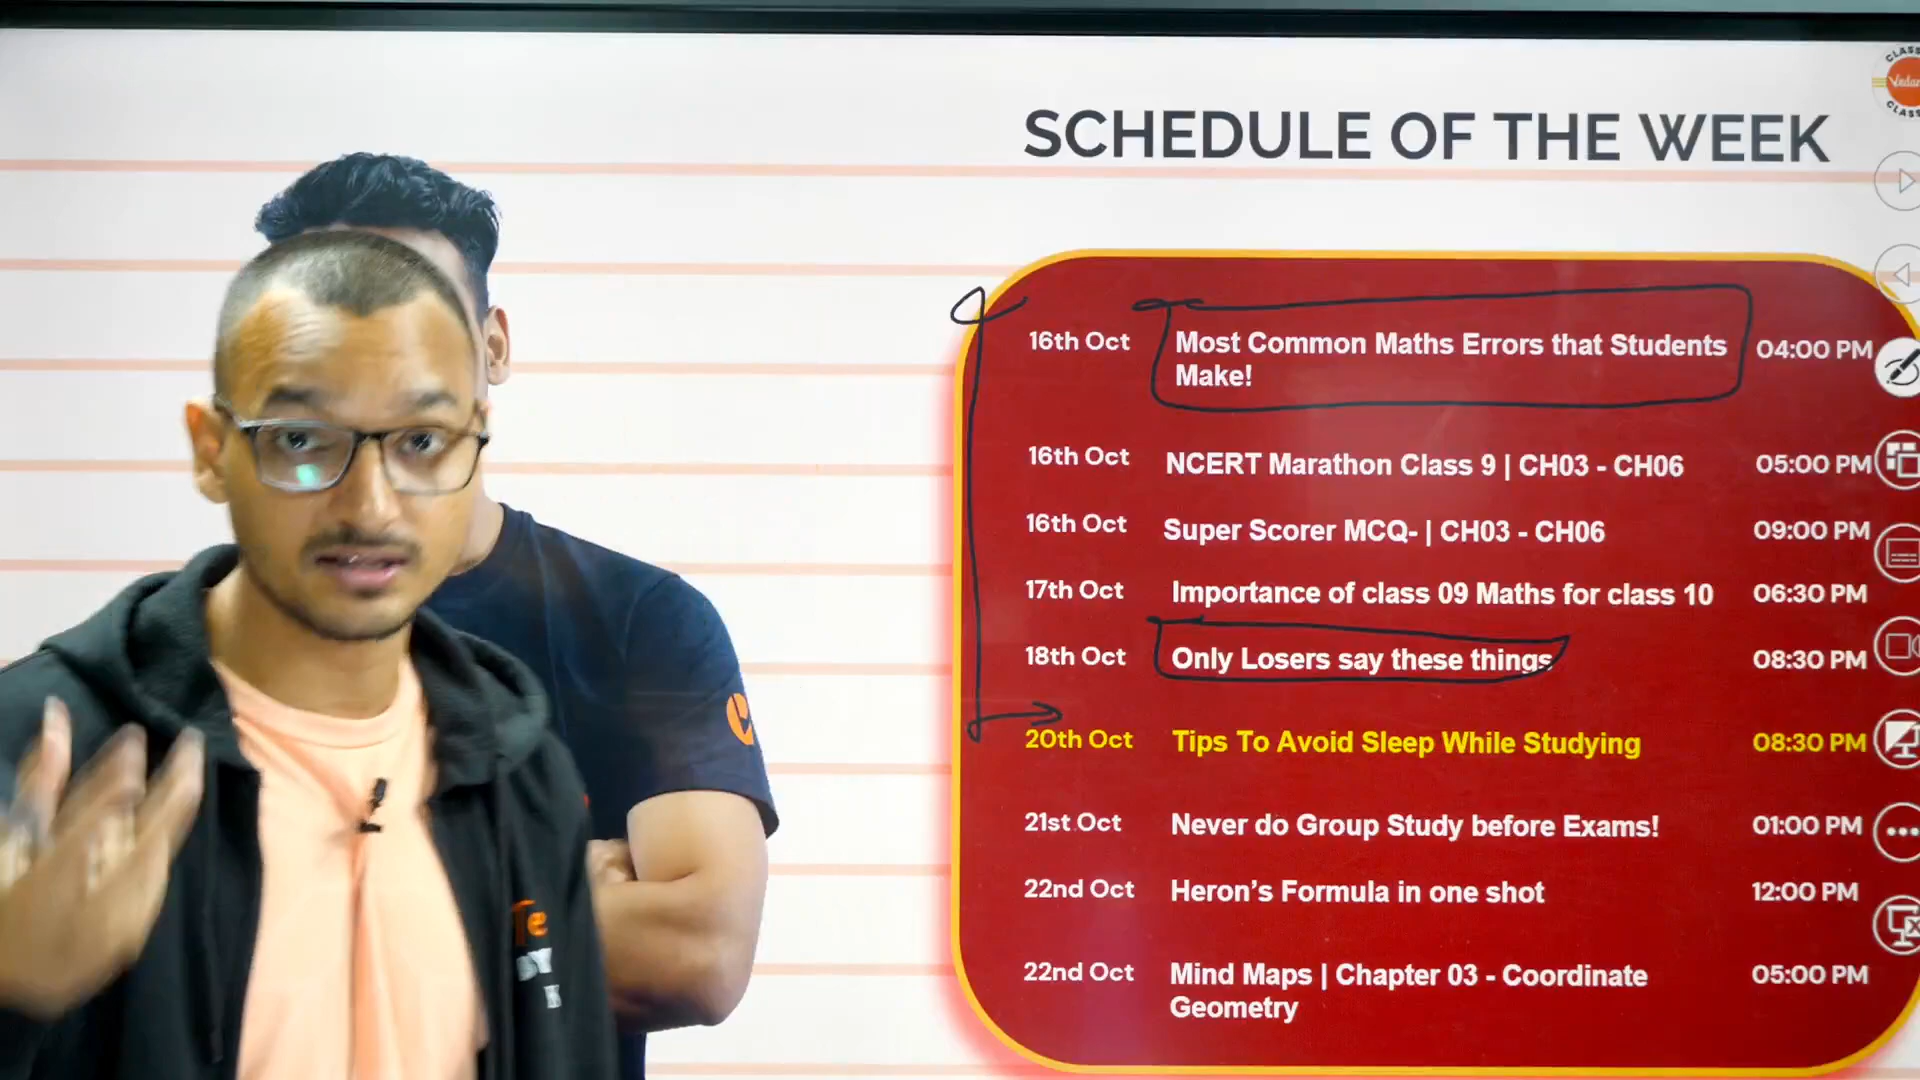 SCHEDULE OF THE WEEK
CLASS
Vedan
CLASS
16th Oct Most Common Maths Errors that Students 04:00 PM
Make!
16th Oct NCERT Marathon Class 9 | CH03 - CH06 05:00 PM
16th Oct Super Scorer MCQ- | CH03 - CH06 09:00 PM
17th Oct Importance of class 09 Maths for class 10 06:30 PM
18th Oct Only Losers say these things 08:30 PM
20th Oct Tips To Avoid Sleep While Studying 08:30 PM
21st Oct Never do Group Study before Exams! 01:00 PM
22nd Oct Heron's Formula in one shot 12:00 PM
22nd Oct Mind Maps | Chapter 03 - Coordinate 05:00 PM
Geometry
Te